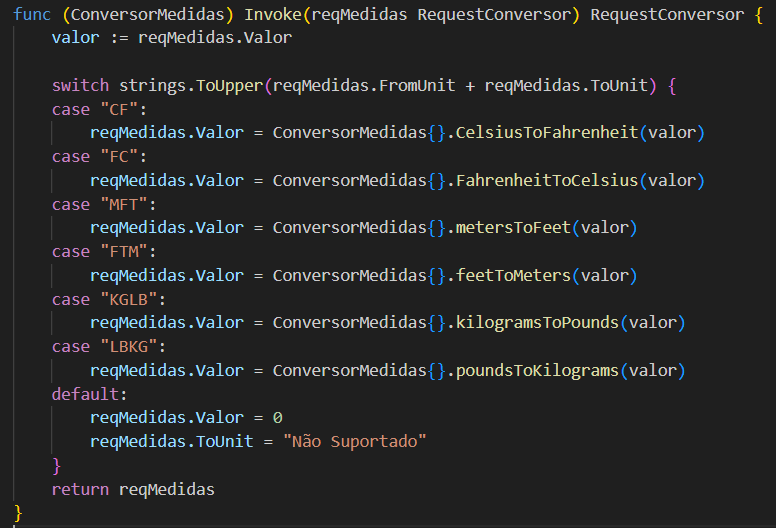 func (ConversorMedidas) Invoke(reqMedidas RequestConversor) RequestConversor {
    valor := reqMedidas.Valor

    switch strings.ToUpper(reqMedidas.FromUnit + reqMedidas.ToUnit) {
    case "CF":
        reqMedidas.Valor = ConversorMedidas{}.CelsiusToFahrenheit(valor)
    case "FC":
        reqMedidas.Valor = ConversorMedidas{}.FahrenheitToCelsius(valor)
    case "MFT":
        reqMedidas.Valor = ConversorMedidas{}.metersToFeet(valor)
    case "FTM":
        reqMedidas.Valor = ConversorMedidas{}.feetToMeters(valor)
    case "KGLB":
        reqMedidas.Valor = ConversorMedidas{}.kilogramsToPounds(valor)
    case "LBKG":
        reqMedidas.Valor = ConversorMedidas{}.poundsToKilograms(valor)
    default:
        reqMedidas.Valor = 0
        reqMedidas.ToUnit = "Não Suportado"
    }
    return reqMedidas
}